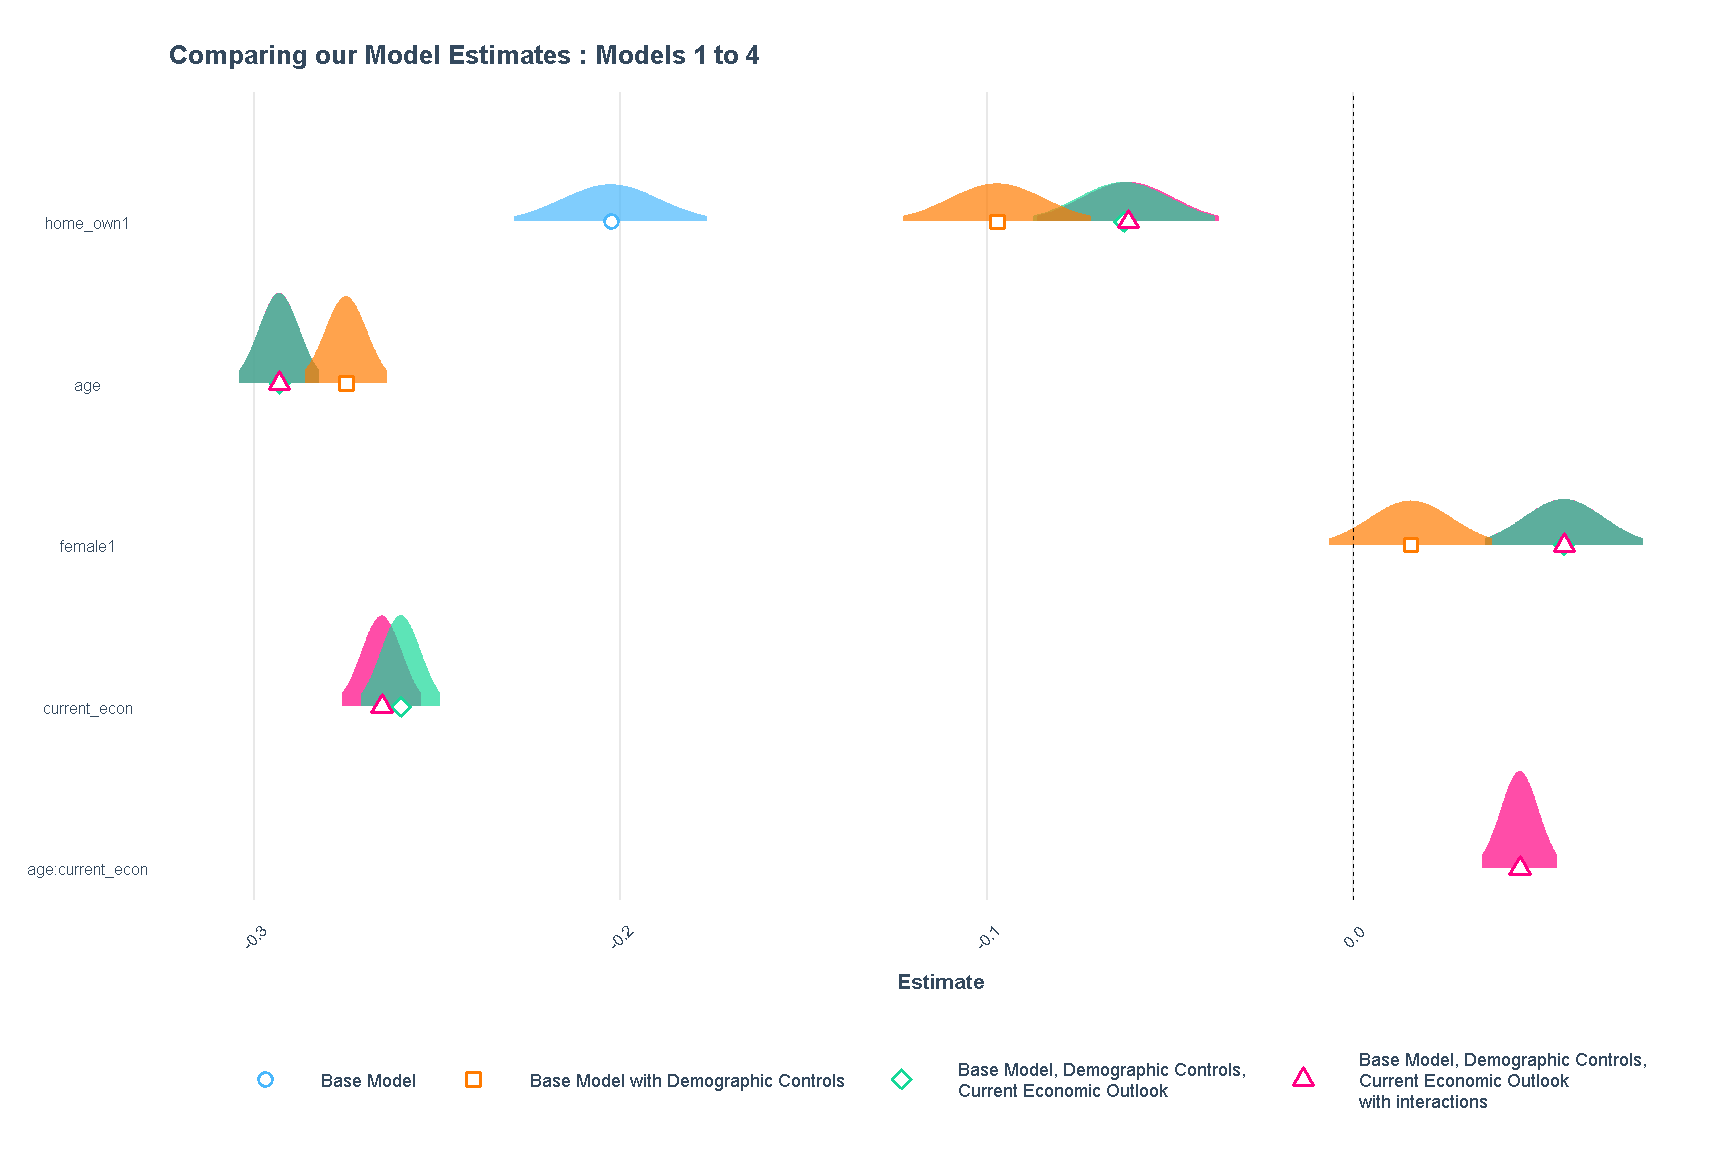 Comparing our Model Estimates : Models 1 to 4
home_own1
age
female1
current_econ
age:current_econ
-0.3
-0.2
-0.1
0.0
Estimate
Base Model
Base Model with Demographic Controls
Base Model, Demographic Controls,
Current Economic Outlook
Base Model, Demographic Controls,
Current Economic Outlook
with interactions